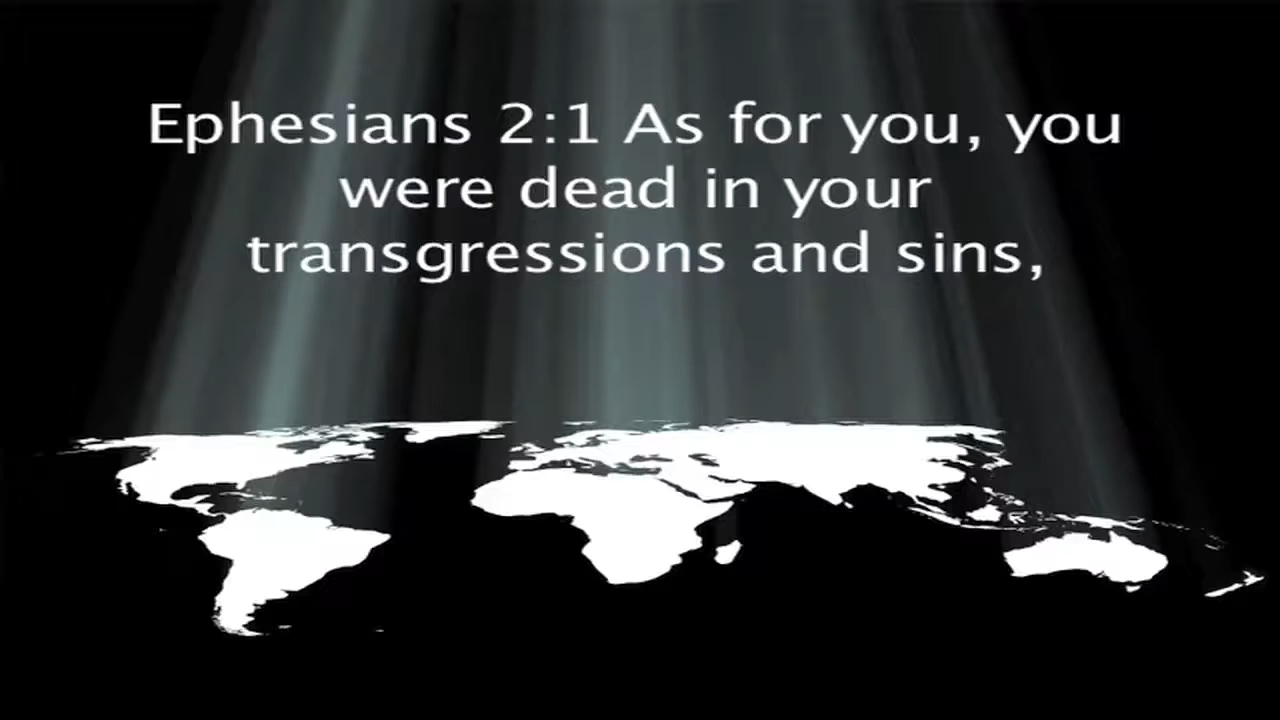 Ephesians 2:1 As for you, you
were dead in your
transgressions and sins,